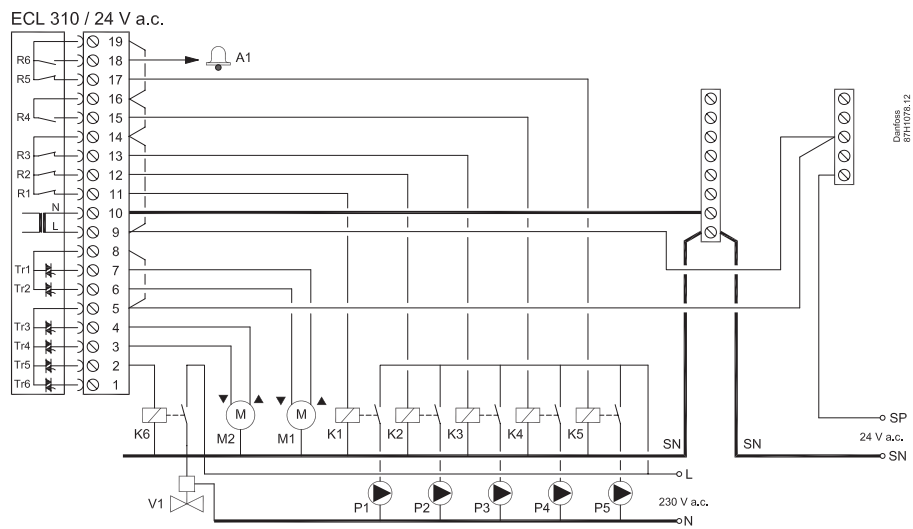 ECL 310 / 24 V a.c.
19
R6 18 A1
R5 17
16
R4 15
14
R3 13
R2 12
R1 11
N 10
L 9
8
Tr1 7
Tr2 6
5
Tr3 4
Tr4 3
Tr5 2
Tr6 1
Danfoss
87H1078.12
M M
K6 M2 M1 K1 K2 K3 K4 K5
SN SN
SP
24 V a.c.
SN
L
V1 P1 P2 P3 P4 P5
230 V a.c.
N